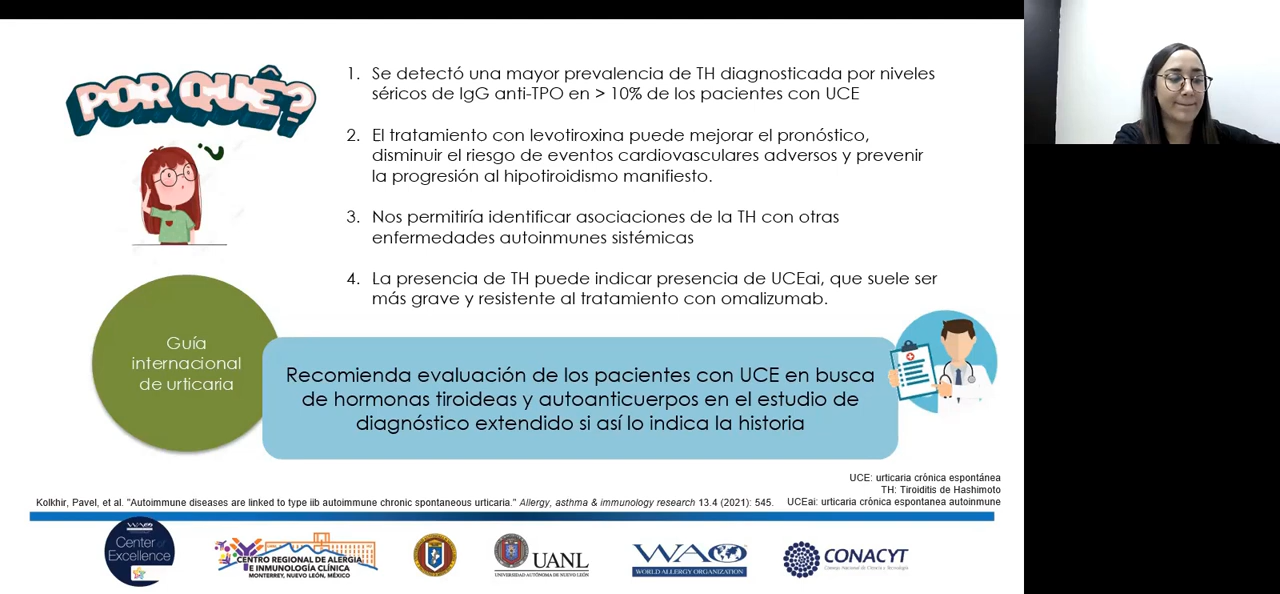 POR QUÊ?
1. Se detectó una mayor prevalencia de TH diagnosticada por niveles
séricos de IgG anti-TPO en > 10% de los pacientes con UCE
2. El tratamiento con levotiroxina puede mejorar el pronóstico,
disminuir el riesgo de eventos cardiovasculares adversos y prevenir
la progresión al hipotiroidismo manifiesto.
3. Nos permitiría identificar asociaciones de la TH con otras
enfermedades autoinmunes sistémicas
4. La presencia de TH puede indicar presencia de UCEai, que suele ser
más grave y resistente al tratamiento con omalizumab.
Guía
internacional
de urticaria
Recomienda evaluación de los pacientes con UCE en busca
de hormonas tiroideas y autoanticuerpos en el estudio de
diagnóstico extendido si así lo indica la historia
UCE: urticaria crónica espontánea
TH: Tiroiditis de Hashimoto
UCEai: urticaria crónica espontanea autoinmune
Kolkhir, Pavel, et al. "Autoimmune diseases are linked to type iib autoimmune chronic spontaneous urticaria." Allergy, asthma & immunology research 13.4 (2021): 545.
WAO
Center of
Excellence
CENTRO REGIONAL DE ALERGIA
E INMUNOLOGÍA CLÍNICA
MONTERREY, NUEVO LEÓN, MÉXICO
UANL
UNIVERSIDAD AUTÓNOMA DE NUEVO LEÓN
WAO
WORLD ALLERGY ORGANIZATION
CONACYT
Consejo Nacional de Ciencia y Tecnología